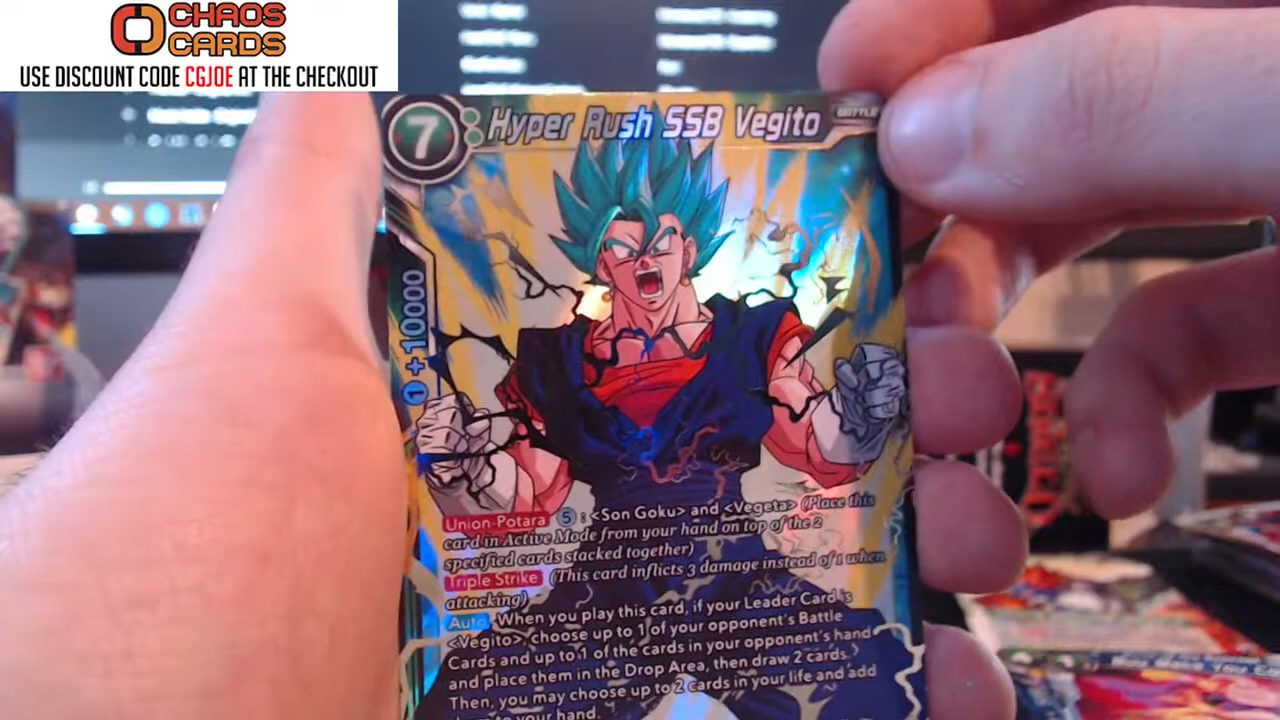 CHAOS
CARDS
USE DISCOUNT CODE CGJOE AT THE CHECKOUT
7 Hyper Rush SSB Vegito BATTLE
1 +10000
Union-Potara 5 : <Son Goku> and <Vegeta> (Place this
card in Active Mode from your hand on top of the 2
specified cards stacked together)
Triple Strike (This card inflicts 3 damage instead of 1 when
attacking)
Auto When you play this card, if your Leader Card is
<Vegito>, choose up to 1 of your opponent's Battle
Cards and up to 1 of the cards in your opponent's hand
and place them in the Drop Area, then draw 2 cards.
Then, you may choose up to 2 cards in your life and add
to your hand.